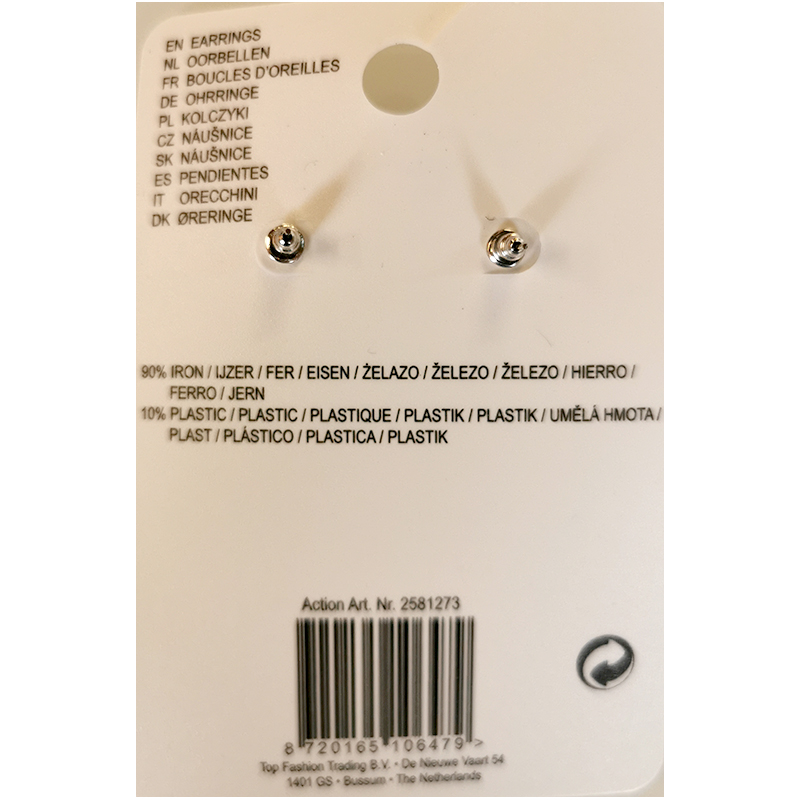 EN EARRINGS
NL OORBELLEN
FR BOUCLES D'OREILLES
DE OHRRINGE
PL KOLCZYKI
CZ NÁUŠNICE
SK NÁUŠNICE
ES PENDIENTES
IT ORECCHINI
DK ØRERINGE
90% IRON / IJZER / FER / EISEN / ŻELAZO / ŽELEZO / ŽELEZO / HIERRO /
FERRO / JERN
10% PLASTIC / PLASTIC / PLASTIQUE / PLASTIK / PLASTIK / UMĚLÁ HMOTA /
PLAST / PLÁSTICO / PLASTICA / PLASTIK
Action Art. Nr. 2581273
8 720165 106479 >
Top Fashion Trading B.V. • De Nieuwe Vaart 54
1401 GS • Bussum • The Netherlands